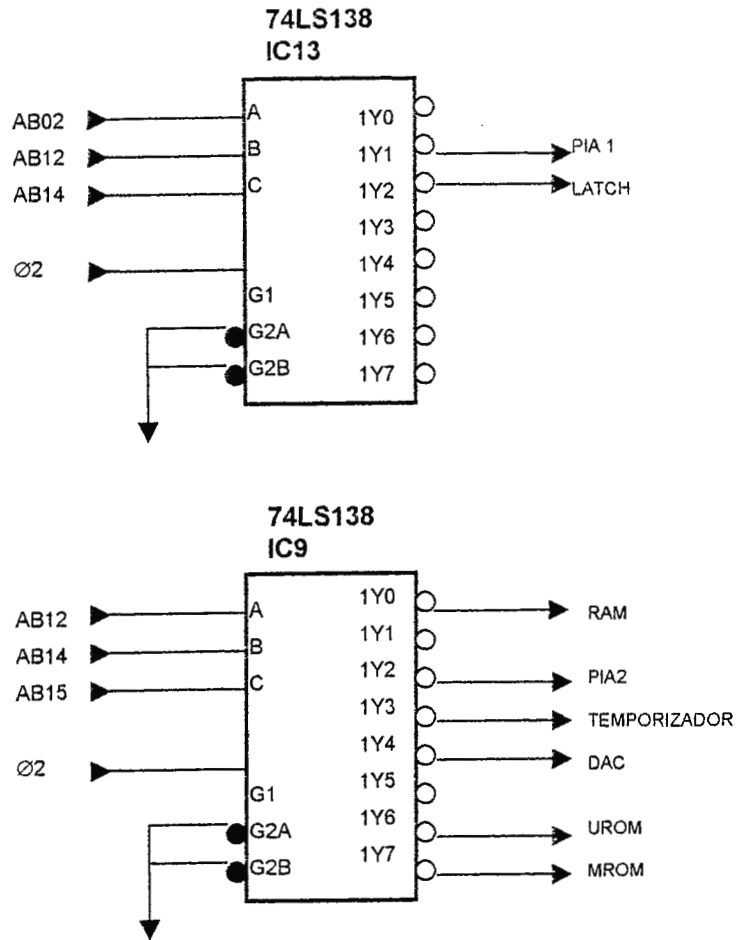 74LS138
IC13
AB02
A
1Y0
AB12
B
1Y1
PIA 1
AB14
C
1Y2
LATCH
1Y3
∅2
1Y4
G1
1Y5
G2A
1Y6
G2B
1Y7
74LS138
IC9
AB12
A
1Y0
RAM
AB14
B
1Y1
AB15
C
1Y2
PIA2
1Y3
TEMPORIZADOR
∅2
1Y4
DAC
G1
1Y5
G2A
1Y6
UROM
G2B
1Y7
MROM